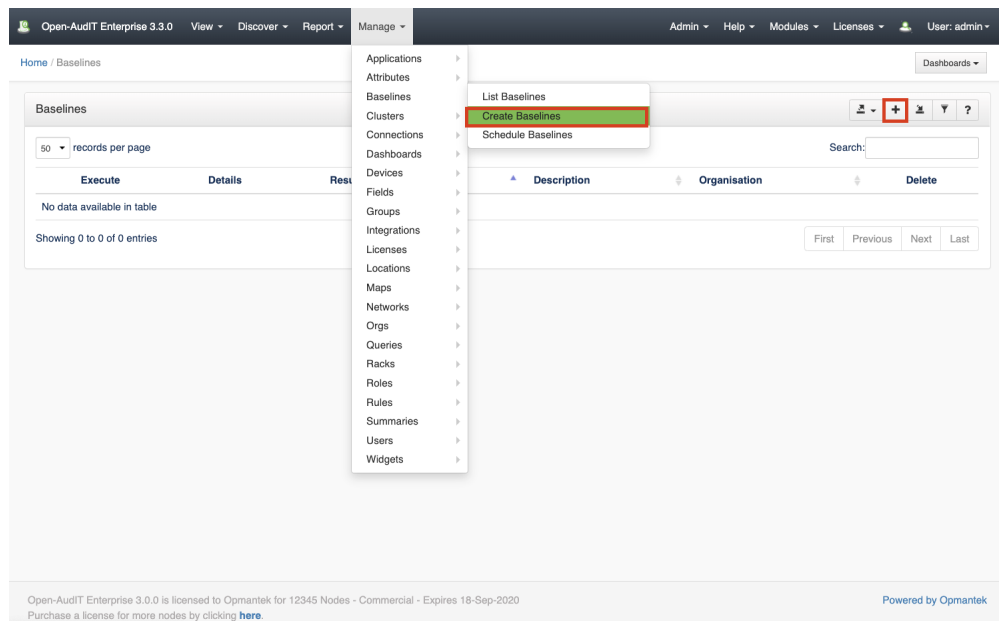 Open-AudIT Enterprise 3.3.0 View Discover Report Manage Admin Help Modules Licenses User: admin
Home / Baselines
Dashboards
Applications
Attributes
Baselines
Clusters
Connections
Dashboards
Devices
Fields
Groups
Integrations
Licenses
Locations
Maps
Networks
Orgs
Queries
Racks
Roles
Rules
Summaries
Users
Widgets
List Baselines
Create Baselines
Schedule Baselines
Baselines
+ ?
50 records per page
Search:
Execute Details Description Organisation Delete
No data available in table
Showing 0 to 0 of 0 entries
First Previous Next Last
Open-AudIT Enterprise 3.0.0 is licensed to Opmantek for 12345 Nodes - Commercial - Expires 18-Sep-2020
Purchase a license for more nodes by clicking here.
Powered by Opmantek